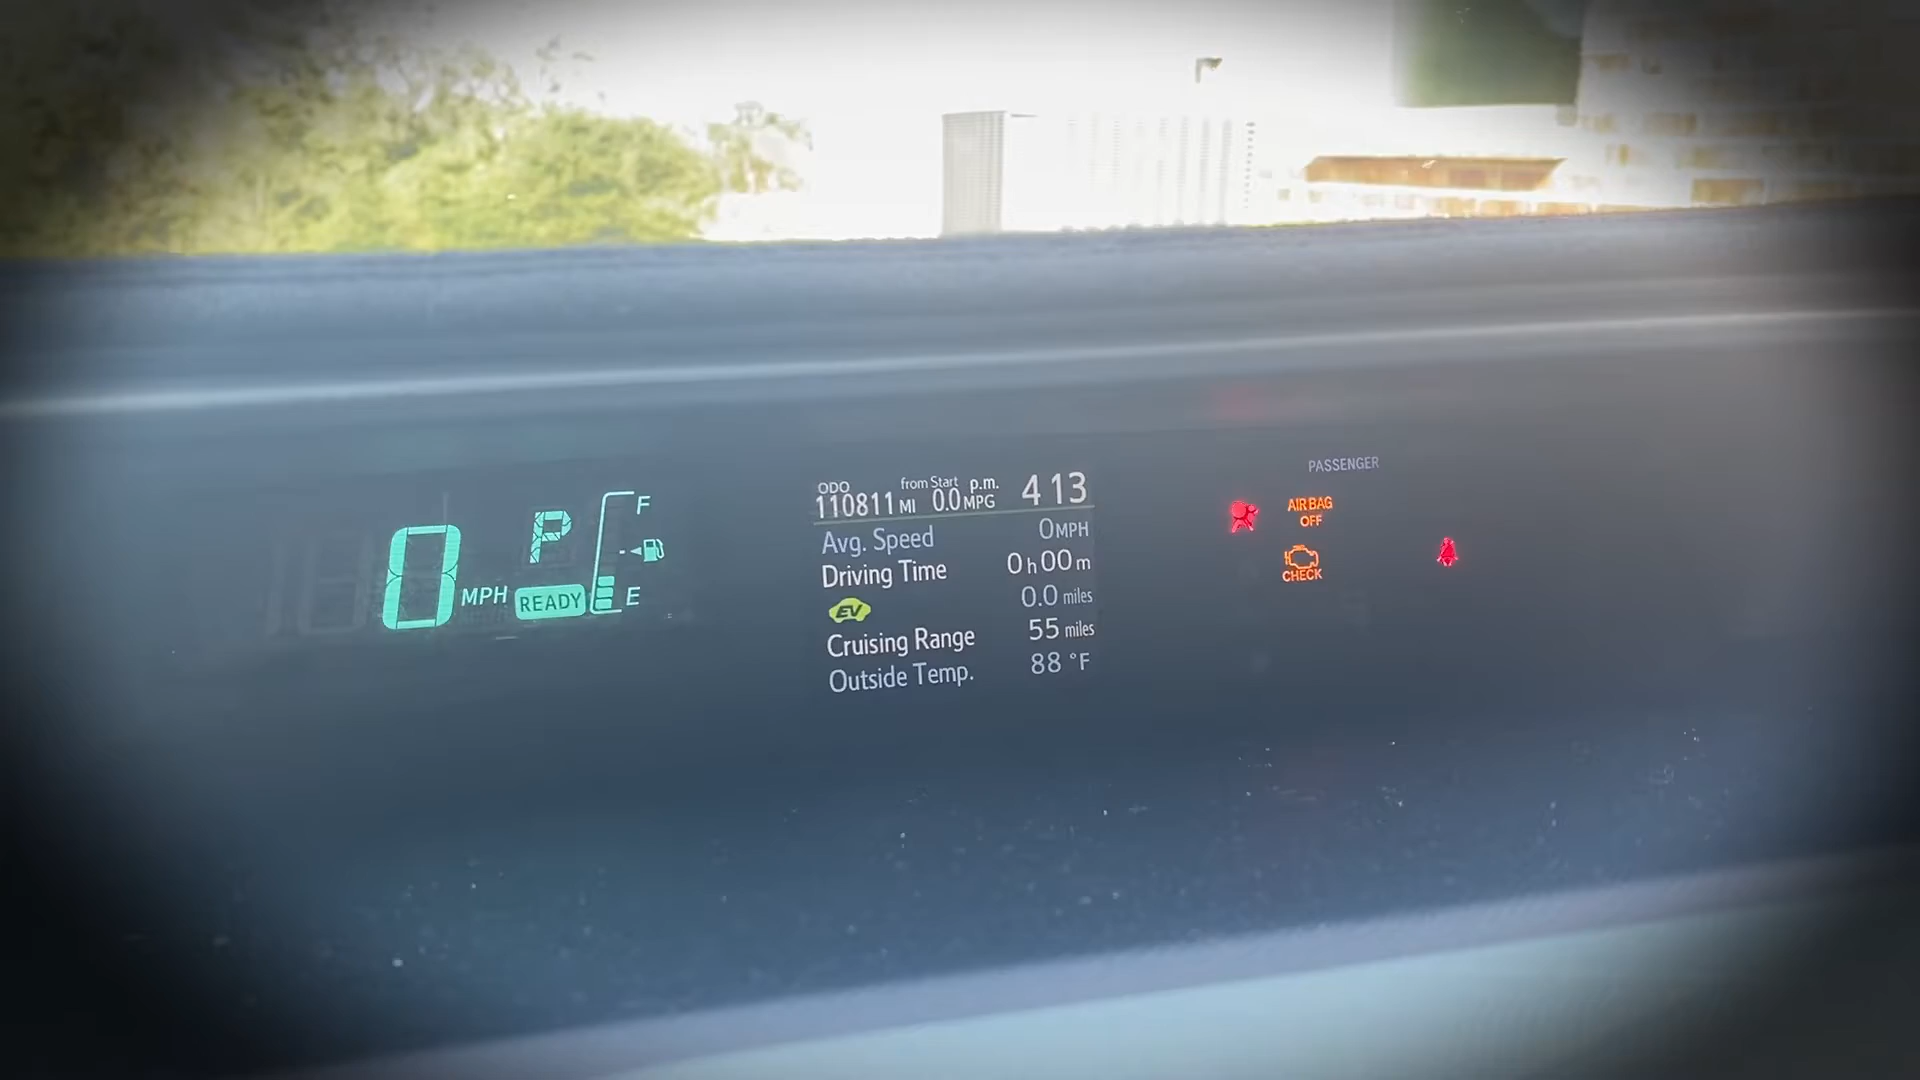 0 MPH P READY F E
ODO from Start p.m.
110811 MI 0.0 MPG 4 13
Avg. Speed 0 MPH
Driving Time 0 h 00 m
EV 0.0 miles
Cruising Range 55 miles
Outside Temp. 88 °F
PASSENGER
AIR BAG
OFF
CHECK